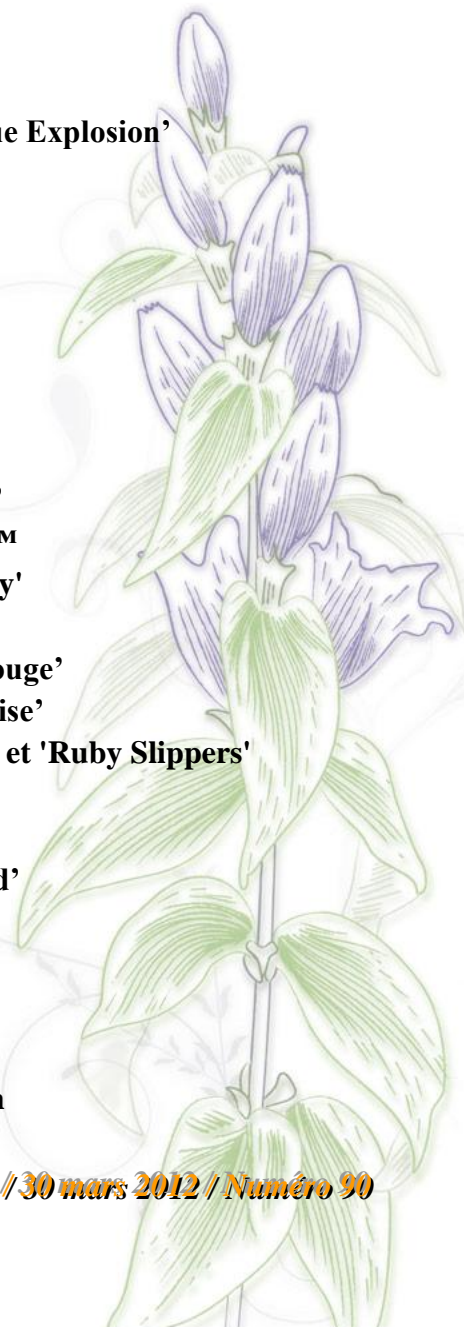 ue Explosion’
’
м
y'
ouge’
ise’
et 'Ruby Slippers'
d’
n
/ 30 mars 2012 / Numéro 90